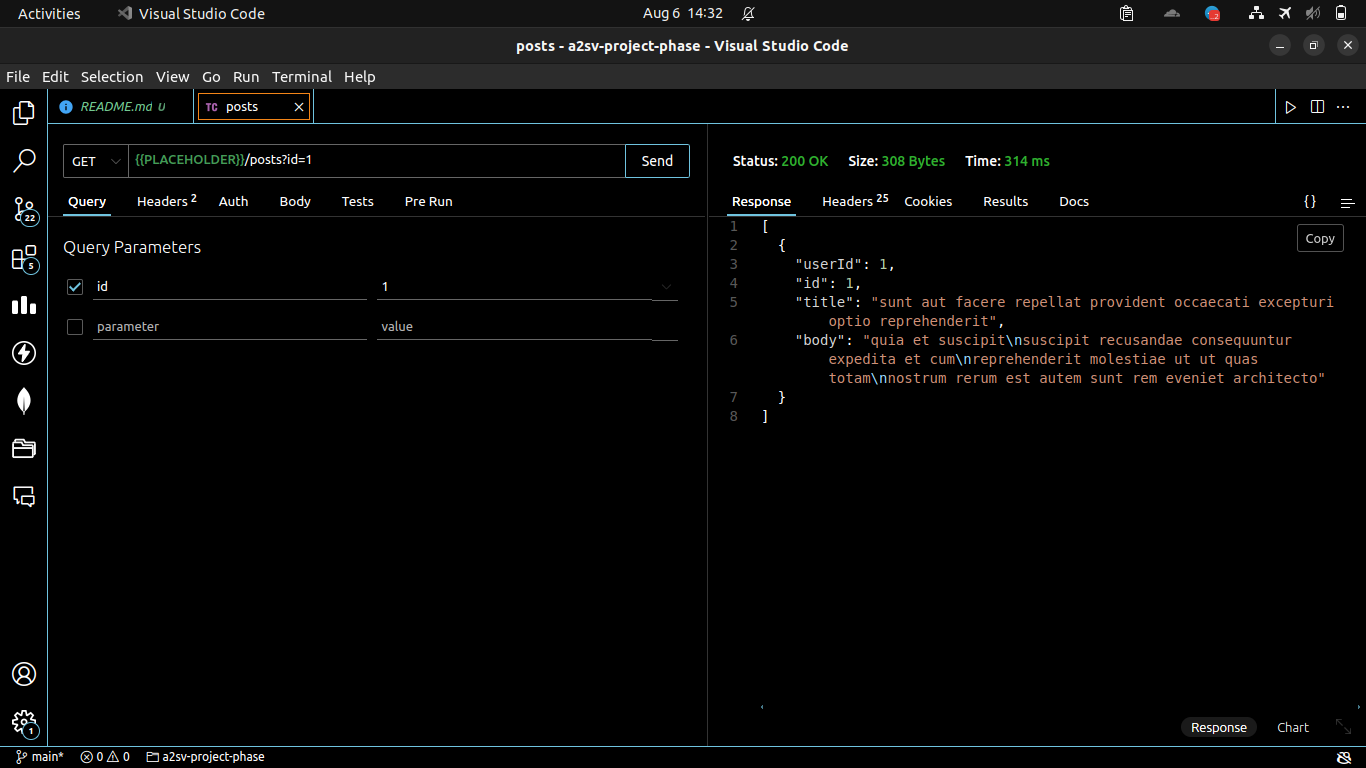 Activities
Visual Studio Code
Aug 6 14:32
2
posts - a2sv-project-phase - Visual Studio Code
File Edit Selection View Go Run Terminal Help
README.md U
TC posts
GET
{{PLACEHOLDER}}/posts?id=1
Send
Status: 200 OK Size: 308 Bytes Time: 314 ms
Query Headers 2 Auth Body Tests Pre Run
Response Headers 25 Cookies Results Docs
{}
22
5
Query Parameters
id 1
parameter value
Copy
1 [
2 {
3 "userId": 1,
4 "id": 1,
5 "title": "sunt aut facere repellat provident occaecati excepturi
optio reprehenderit",
6 "body": "quia et suscipit\nsuscipit recusandae consequuntur
expedita et cum\nreprehenderit molestiae ut ut quas
totam\nnostrum rerum est autem sunt rem eveniet architecto"
7 }
8 ]
1
Response Chart
main* 0 0 a2sv-project-phase